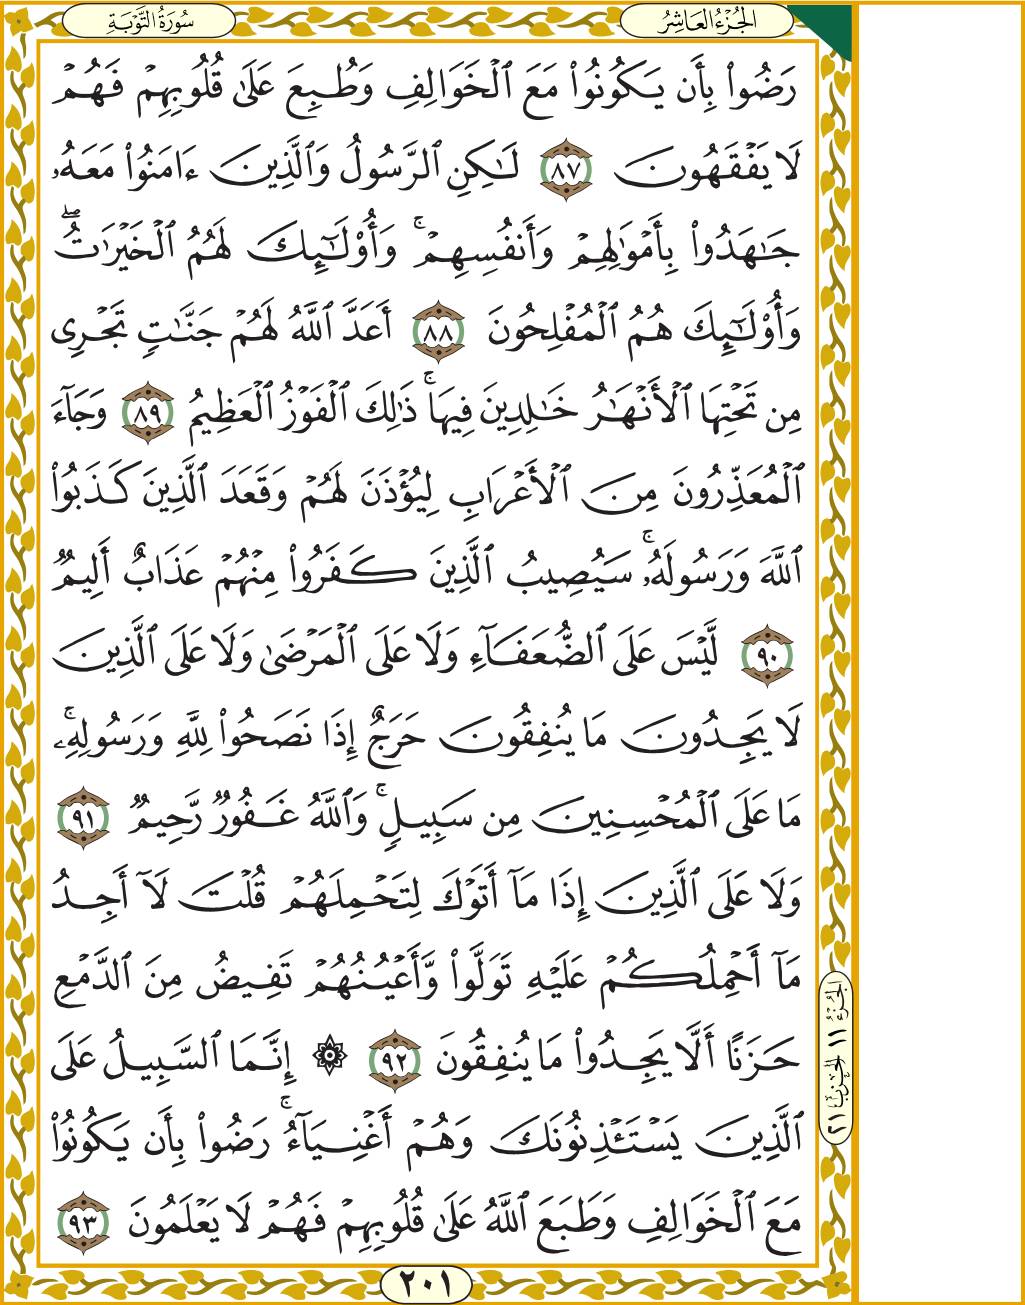 الجُزْءُ العَاشِرُ
سُورَةُ التَّوْبَةِ
رَضُوا۟ بِأَن يَكُونُوا۟ مَعَ ٱلْخَوَالِفِ وَطُبِعَ عَلَىٰ قُلُوبِهِمْ فَهُمْ
لَا يَفْقَهُونَ ٨٧ لَـٰكِنِ ٱلرَّسُولُ وَٱلَّذِينَ ءَامَنُوا۟ مَعَهُۥ
جَـٰهَدُوا۟ بِأَمْوَٰلِهِمْ وَأَنفُسِهِمْ ۚ وَأُو۟لَـٰٓئِكَ لَهُمُ ٱلْخَيْرَٰتُ ۖ
وَأُو۟لَـٰٓئِكَ هُمُ ٱلْمُفْلِحُونَ ٨٨ أَعَدَّ ٱللَّهُ لَهُمْ جَنَّـٰتٍ تَجْرِى
مِن تَحْتِهَا ٱلْأَنْهَـٰرُ خَـٰلِدِينَ فِيهَا ۚ ذَٰلِكَ ٱلْفَوْزُ ٱلْعَظِيمُ ٨٩ وَجَآءَ
ٱلْمُعَذِّرُونَ مِنَ ٱلْأَعْرَابِ لِيُؤْذَنَ لَهُمْ وَقَعَدَ ٱلَّذِينَ كَذَبُوا۟
ٱللَّهَ وَرَسُولَهُۥ ۚ سَيُصِيبُ ٱلَّذِينَ كَفَرُوا۟ مِنْهُمْ عَذَابٌ أَلِيمٌ
٩٠ لَّيْسَ عَلَى ٱلضُّعَفَآءِ وَلَا عَلَى ٱلْمَرْضَىٰ وَلَا عَلَى ٱلَّذِينَ
لَا يَجِدُونَ مَا يُنفِقُونَ حَرَجٌ إِذَا نَصَحُوا۟ لِلَّهِ وَرَسُولِهِۦ ۚ
مَا عَلَى ٱلْمُحْسِنِينَ مِن سَبِيلٍ ۚ وَٱللَّهُ غَفُورٌ رَّحِيمٌ ٩١
وَلَا عَلَى ٱلَّذِينَ إِذَا مَآ أَتَوْكَ لِتَحْمِلَهُمْ قُلْتَ لَآ أَجِدُ
مَآ أَحْمِلُكُمْ عَلَيْهِ تَوَلَّوا۟ وَّأَعْيُنُهُمْ تَفِيضُ مِنَ ٱلدَّمْعِ
حَزَنًا أَلَّا يَجِدُوا۟ مَا يُنفِقُونَ ٩٢ ۞ إِنَّمَا ٱلسَّبِيلُ عَلَى
ٱلَّذِينَ يَسْتَـْٔذِنُونَكَ وَهُمْ أَغْنِيَآءُ ۚ رَضُوا۟ بِأَن يَكُونُوا۟
مَعَ ٱلْخَوَالِفِ وَطَبَعَ ٱللَّهُ عَلَىٰ قُلُوبِهِمْ فَهُمْ لَا يَعْلَمُونَ ٩٣
الجُزْءُ ١١ الحِزْبُ ٢١
٢٠١